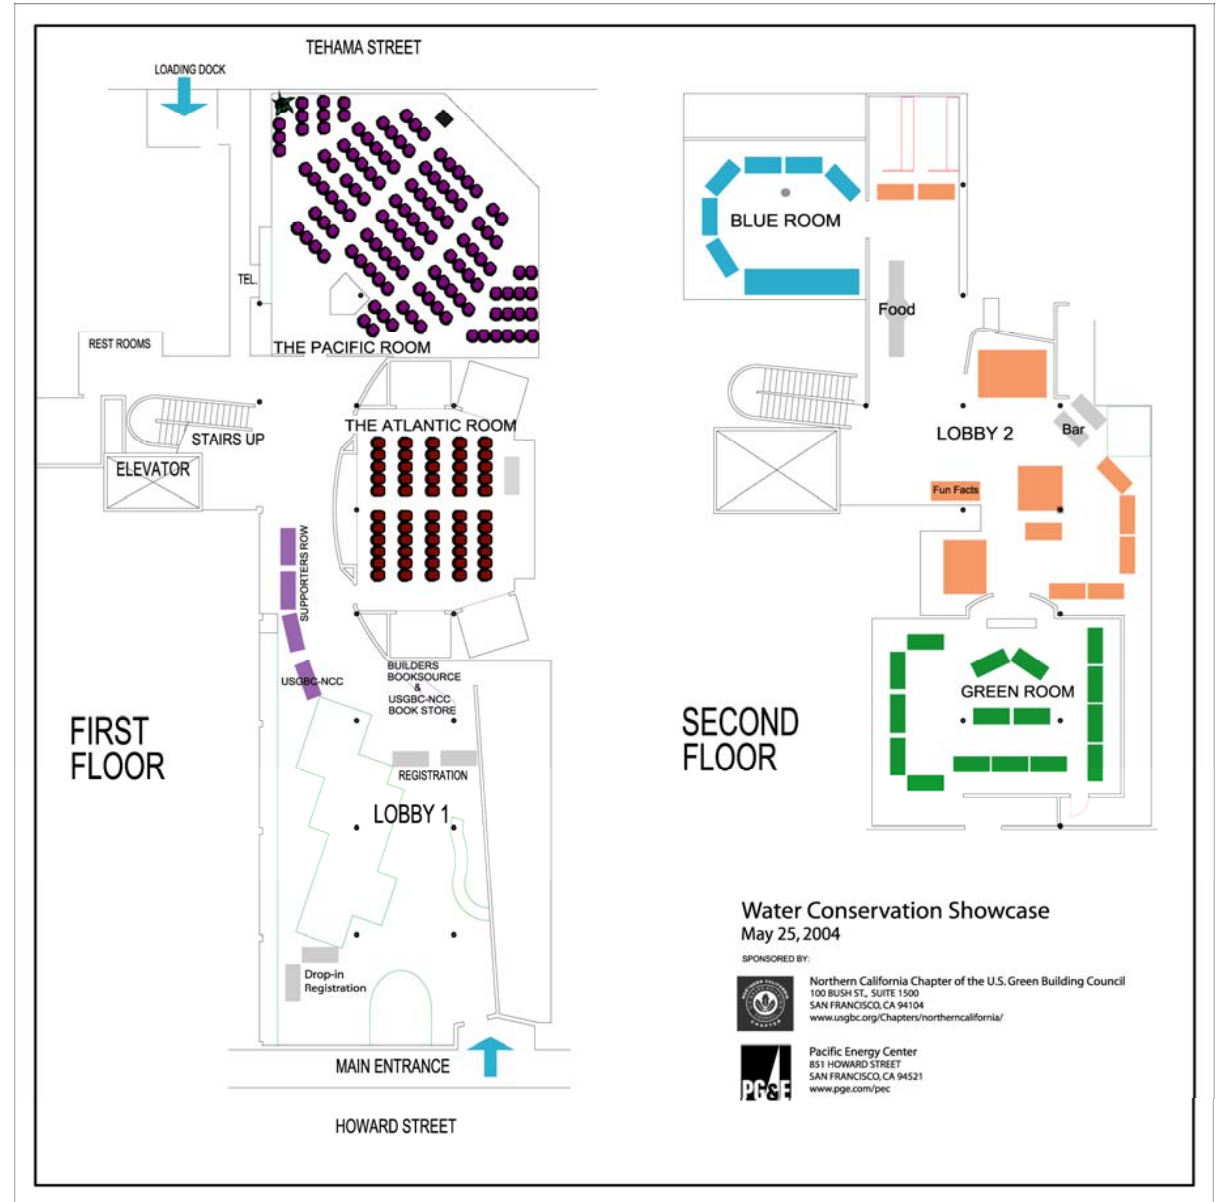 TEHAMA STREET
LOADING DOCK
TEL.
THE PACIFIC ROOM
REST ROOMS
STAIRS UP
ELEVATOR
THE ATLANTIC ROOM
SUPPORTERS ROW
USGBC-NCC
BUILDERS
BOOKSOURCE
&
USGBC-NCC
BOOK STORE
REGISTRATION
LOBBY 1
FIRST
FLOOR
Drop-in
Registration
MAIN ENTRANCE
HOWARD STREET
BLUE ROOM
Food
LOBBY 2
Bar
Fun Facts
GREEN ROOM
SECOND
FLOOR
Water Conservation Showcase
May 25, 2004
SPONSORED BY:
NORTHERN CALIFORNIA
CHAPTER
Northern California Chapter of the U.S. Green Building Council
100 BUSH ST., SUITE 1500
SAN FRANCISCO, CA 94104
www.usgbc.org/Chapters/northerncalifornia/
PG&E
Pacific Energy Center
851 HOWARD STREET
SAN FRANCISCO, CA 94521
www.pge.com/pec